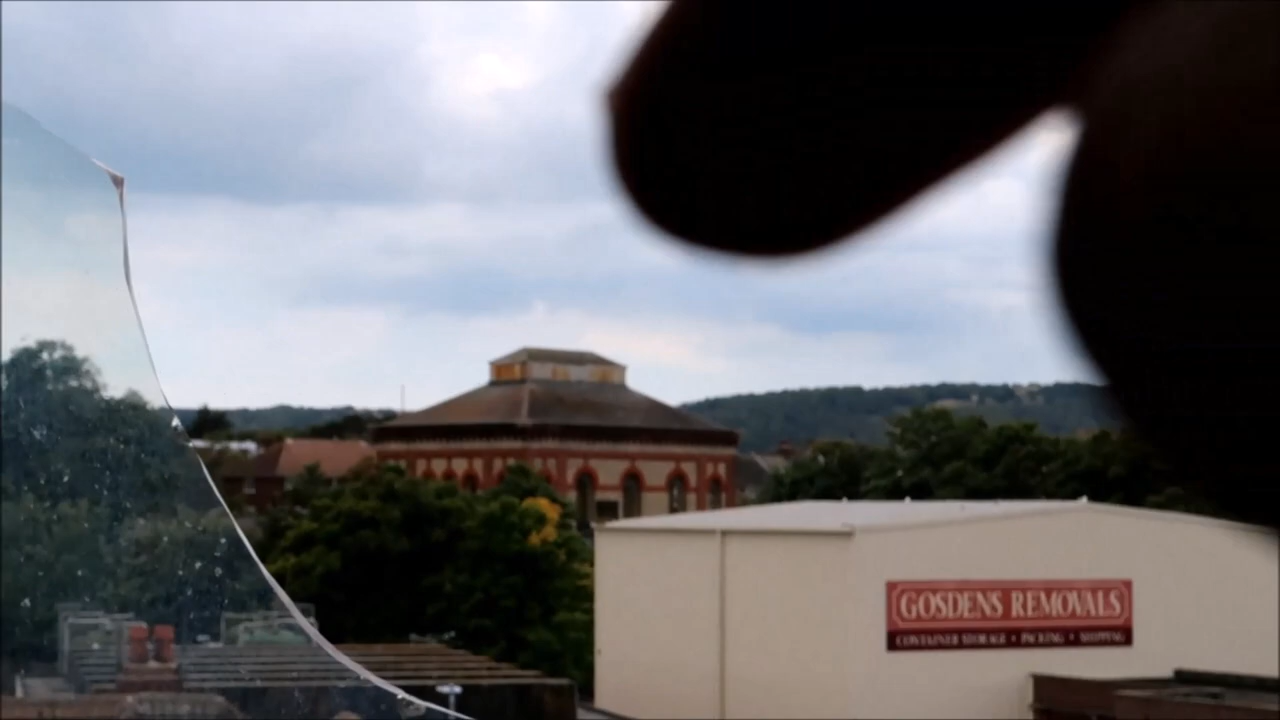 GOSDENS REMOVALS
CONTAINER STORAGE • PACKING • SHIPPING